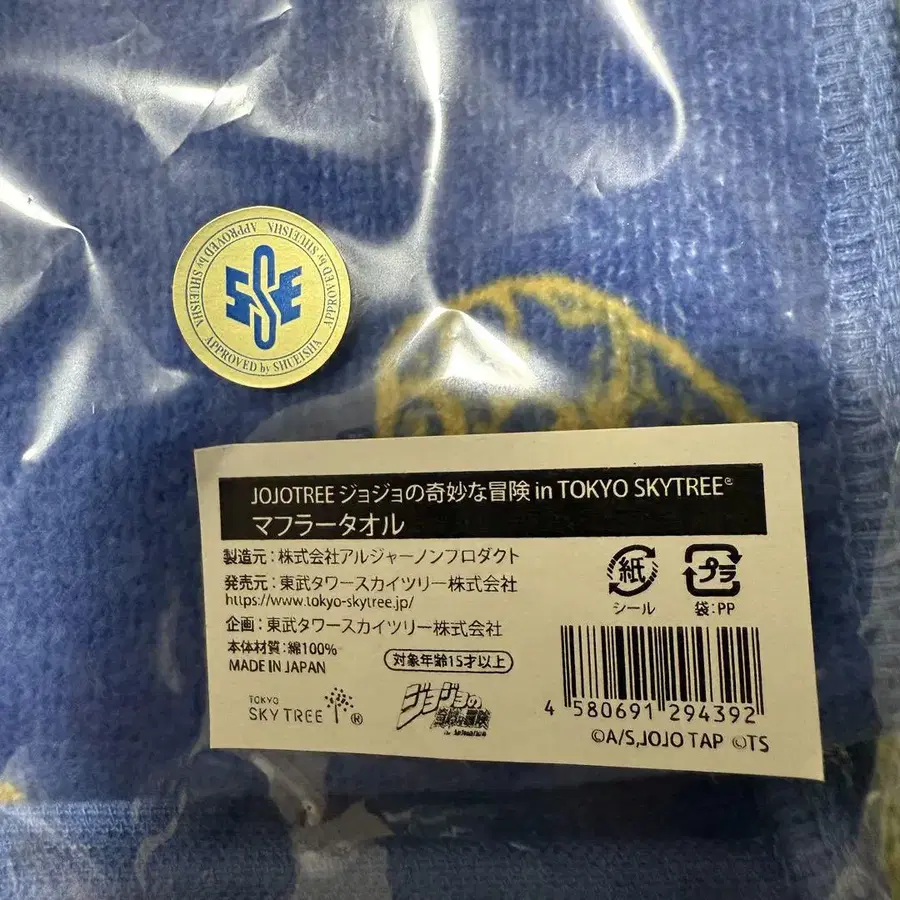 APPROVED by SHUEISHA
APPROVED by SHUEISHA
APPROVED by SHUEISHA
SSE
JOJOTREE ジョジョの奇妙な冒険 in TOKYO SKYTREE®
マフラータオル
製造元:株式会社アルジャーノンプロダクト
発売元:東武タワースカイツリー株式会社
https://www.tokyo-skytree.jp/
企画:東武タワースカイツリー株式会社
本体材質:綿100%
MADE IN JAPAN
対象年齢15才以上
紙
シール
プラ
袋:PP
TOKYO
SKYTREE®
ジョジョの
奇妙な冒険
4 580691 294392
©A/S,JOJO TAP ©TS